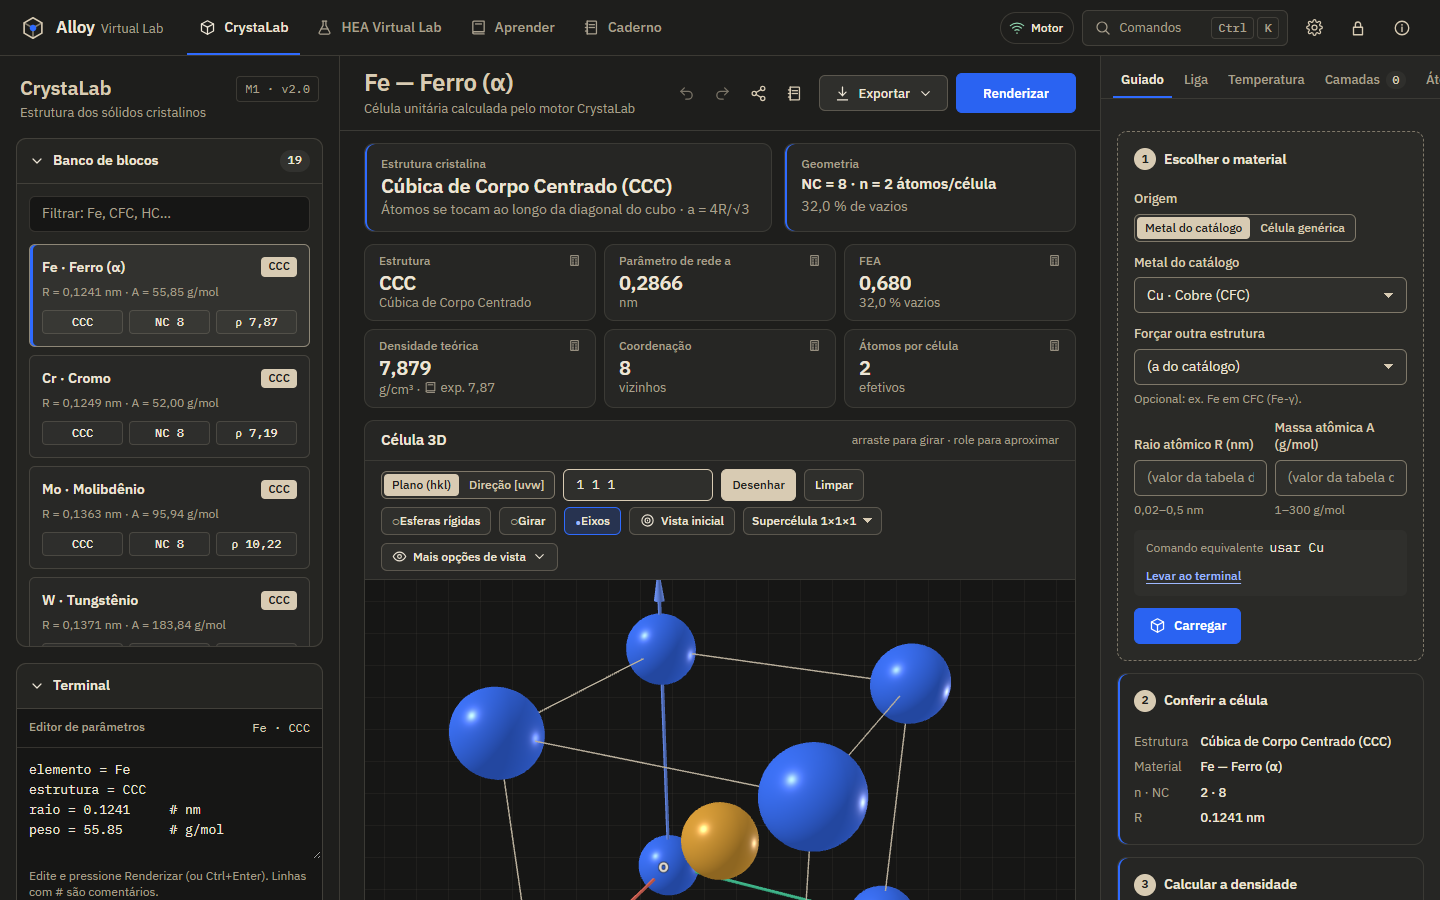 Alloy Virtual Lab
CrystaLab
HEA Virtual Lab
Aprender
Caderno
Motor
Comandos
Ctrl K
CrystaLab
M1 · v2.0
Estrutura dos sólidos cristalinos
Banco de blocos
19
Filtrar: Fe, CFC, HC...
Fe · Ferro (α)
CCC
R = 0,1241 nm · A = 55,85 g/mol
CCC
NC 8
ρ 7,87
Cr · Cromo
CCC
R = 0,1249 nm · A = 52,00 g/mol
CCC
NC 8
ρ 7,19
Mo · Molibdênio
CCC
R = 0,1363 nm · A = 95,94 g/mol
CCC
NC 8
ρ 10,22
W · Tungstênio
CCC
R = 0,1371 nm · A = 183,84 g/mol
Terminal
Editor de parâmetros
Fe · CCC
elemento = Fe
estrutura = CCC
raio = 0.1241 # nm
peso = 55.85 # g/mol
Edite e pressione Renderizar (ou Ctrl+Enter). Linhas
com # são comentários.
Fe — Ferro (α)
Célula unitária calculada pelo motor CrystaLab
Exportar
Renderizar
Estrutura cristalina
Cúbica de Corpo Centrado (CCC)
Átomos se tocam ao longo da diagonal do cubo · a = 4R/√3
Geometria
NC = 8 · n = 2 átomos/célula
32,0 % de vazios
Estrutura
CCC
Cúbica de Corpo Centrado
Parâmetro de rede a
0,2866
nm
FEA
0,680
32,0 % vazios
Densidade teórica
7,879
g/cm³ · exp. 7,87
Coordenação
8
vizinhos
Átomos por célula
2
efetivos
Célula 3D
arraste para girar · role para aproximar
Plano (hkl)
Direção [uvw]
1 1 1
Desenhar
Limpar
Esferas rígidas
Girar
Eixos
Vista inicial
Supercélula 1×1×1
Mais opções de vista
O
Guiado
Liga
Temperatura
Camadas 0
1 Escolher o material
Origem
Metal do catálogo
Célula genérica
Metal do catálogo
Cu · Cobre (CFC)
Forçar outra estrutura
(a do catálogo)
Opcional: ex. Fe em CFC (Fe-γ).
Raio atômico R (nm)
Massa atômica A
(g/mol)
(valor da tabela d
(valor da tabela c
0,02–0,5 nm
1–300 g/mol
Comando equivalente usar Cu
Levar ao terminal
Carregar
2 Conferir a célula
Estrutura Cúbica de Corpo Centrado (CCC)
Material Fe — Ferro (α)
n · NC 2 · 8
R 0.1241 nm
3 Calcular a densidade